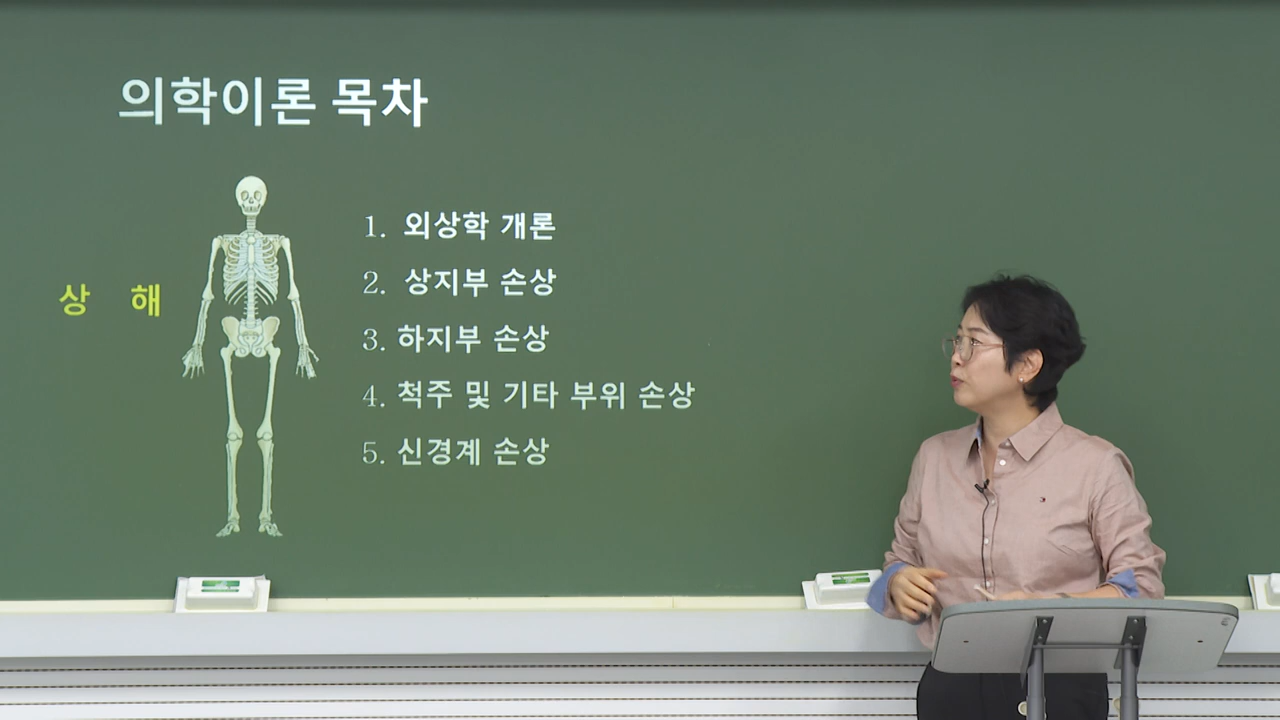 의학이론 목차
상 해
1. 외상학 개론
2. 상지부 손상
3. 하지부 손상
4. 척주 및 기타 부위 손상
5. 신경계 손상